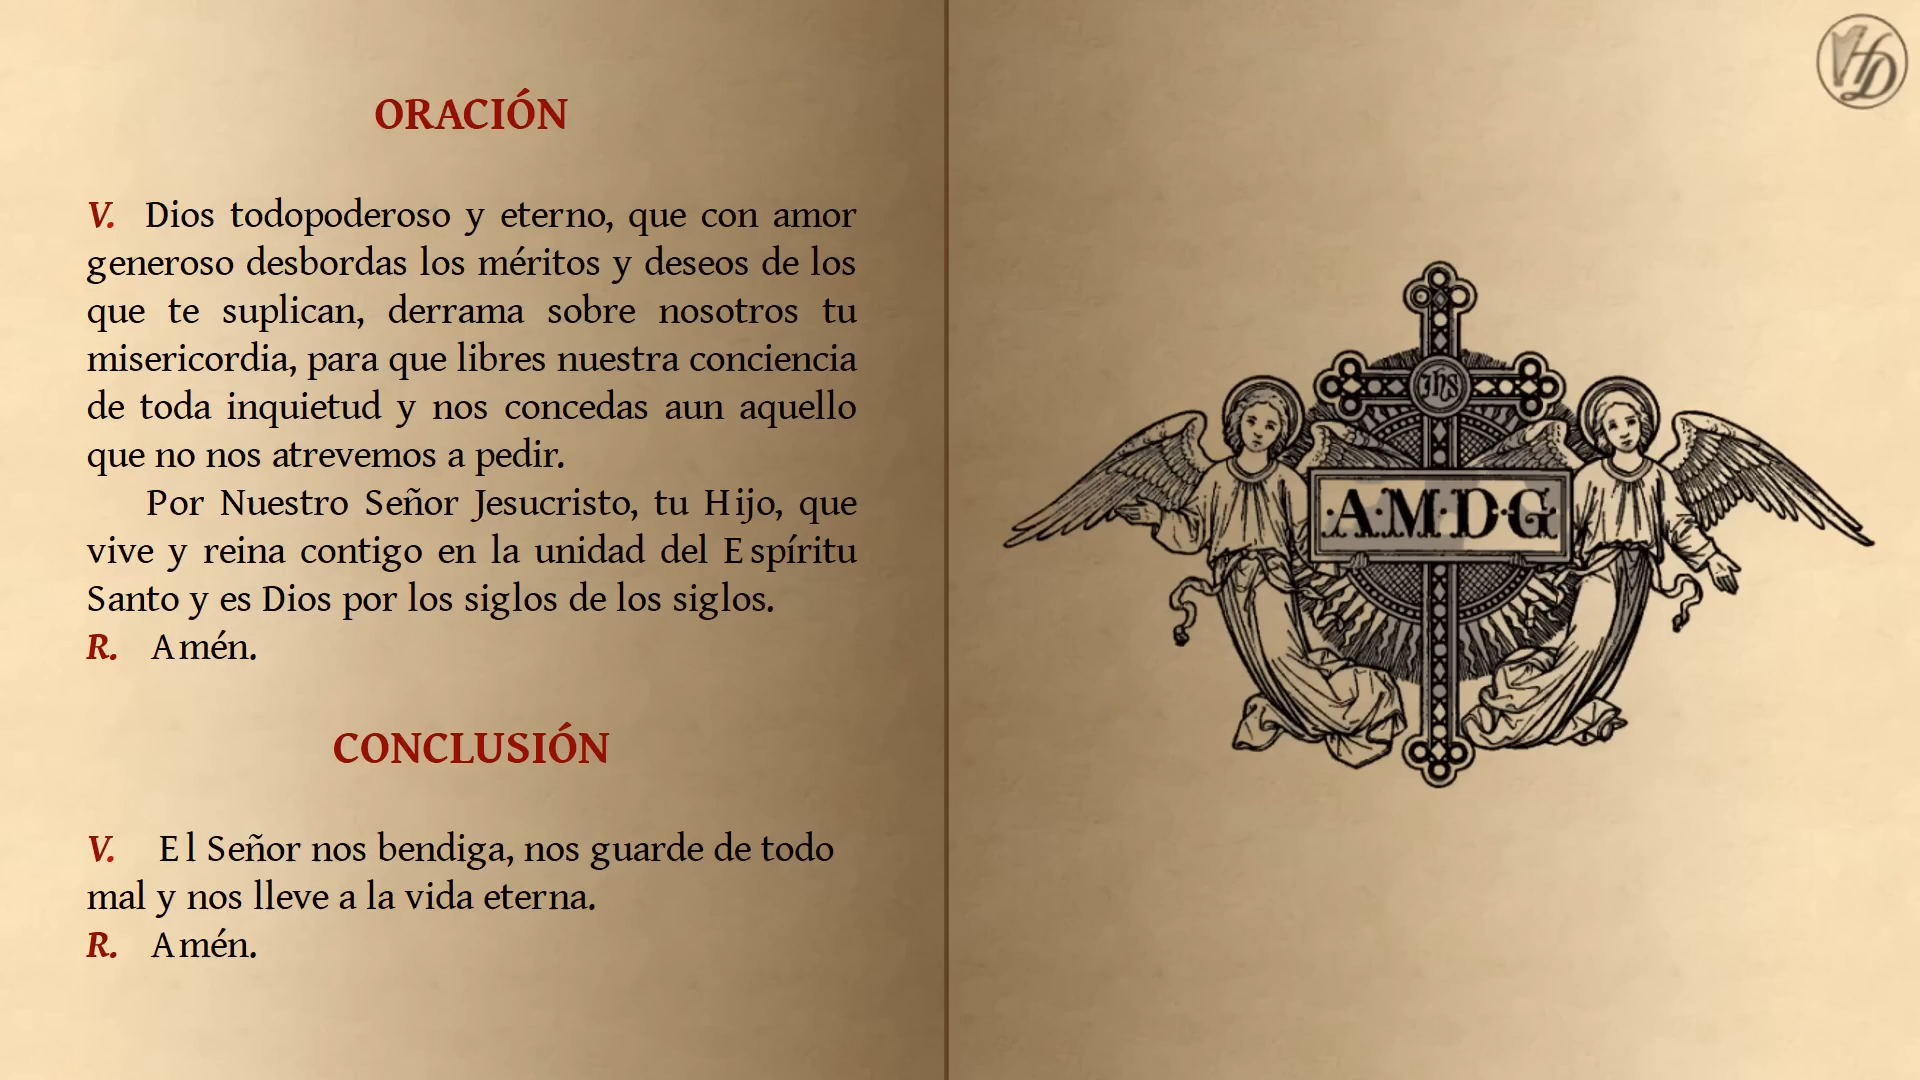 ORACIÓN
V. Dios todopoderoso y eterno, que con amor
generoso desbordas los méritos y deseos de los
que te suplican, derrama sobre nosotros tu
misericordia, para que libres nuestra conciencia
de toda inquietud y nos concedas aun aquello
que no nos atrevemos a pedir.
Por Nuestro Señor Jesucristo, tu Hijo, que
vive y reina contigo en la unidad del Espíritu
Santo y es Dios por los siglos de los siglos.
R. Amén.
CONCLUSIÓN
V. El Señor nos bendiga, nos guarde de todo
mal y nos lleve a la vida eterna.
R. Amén.
HD
jhs
·A·M·D·G·